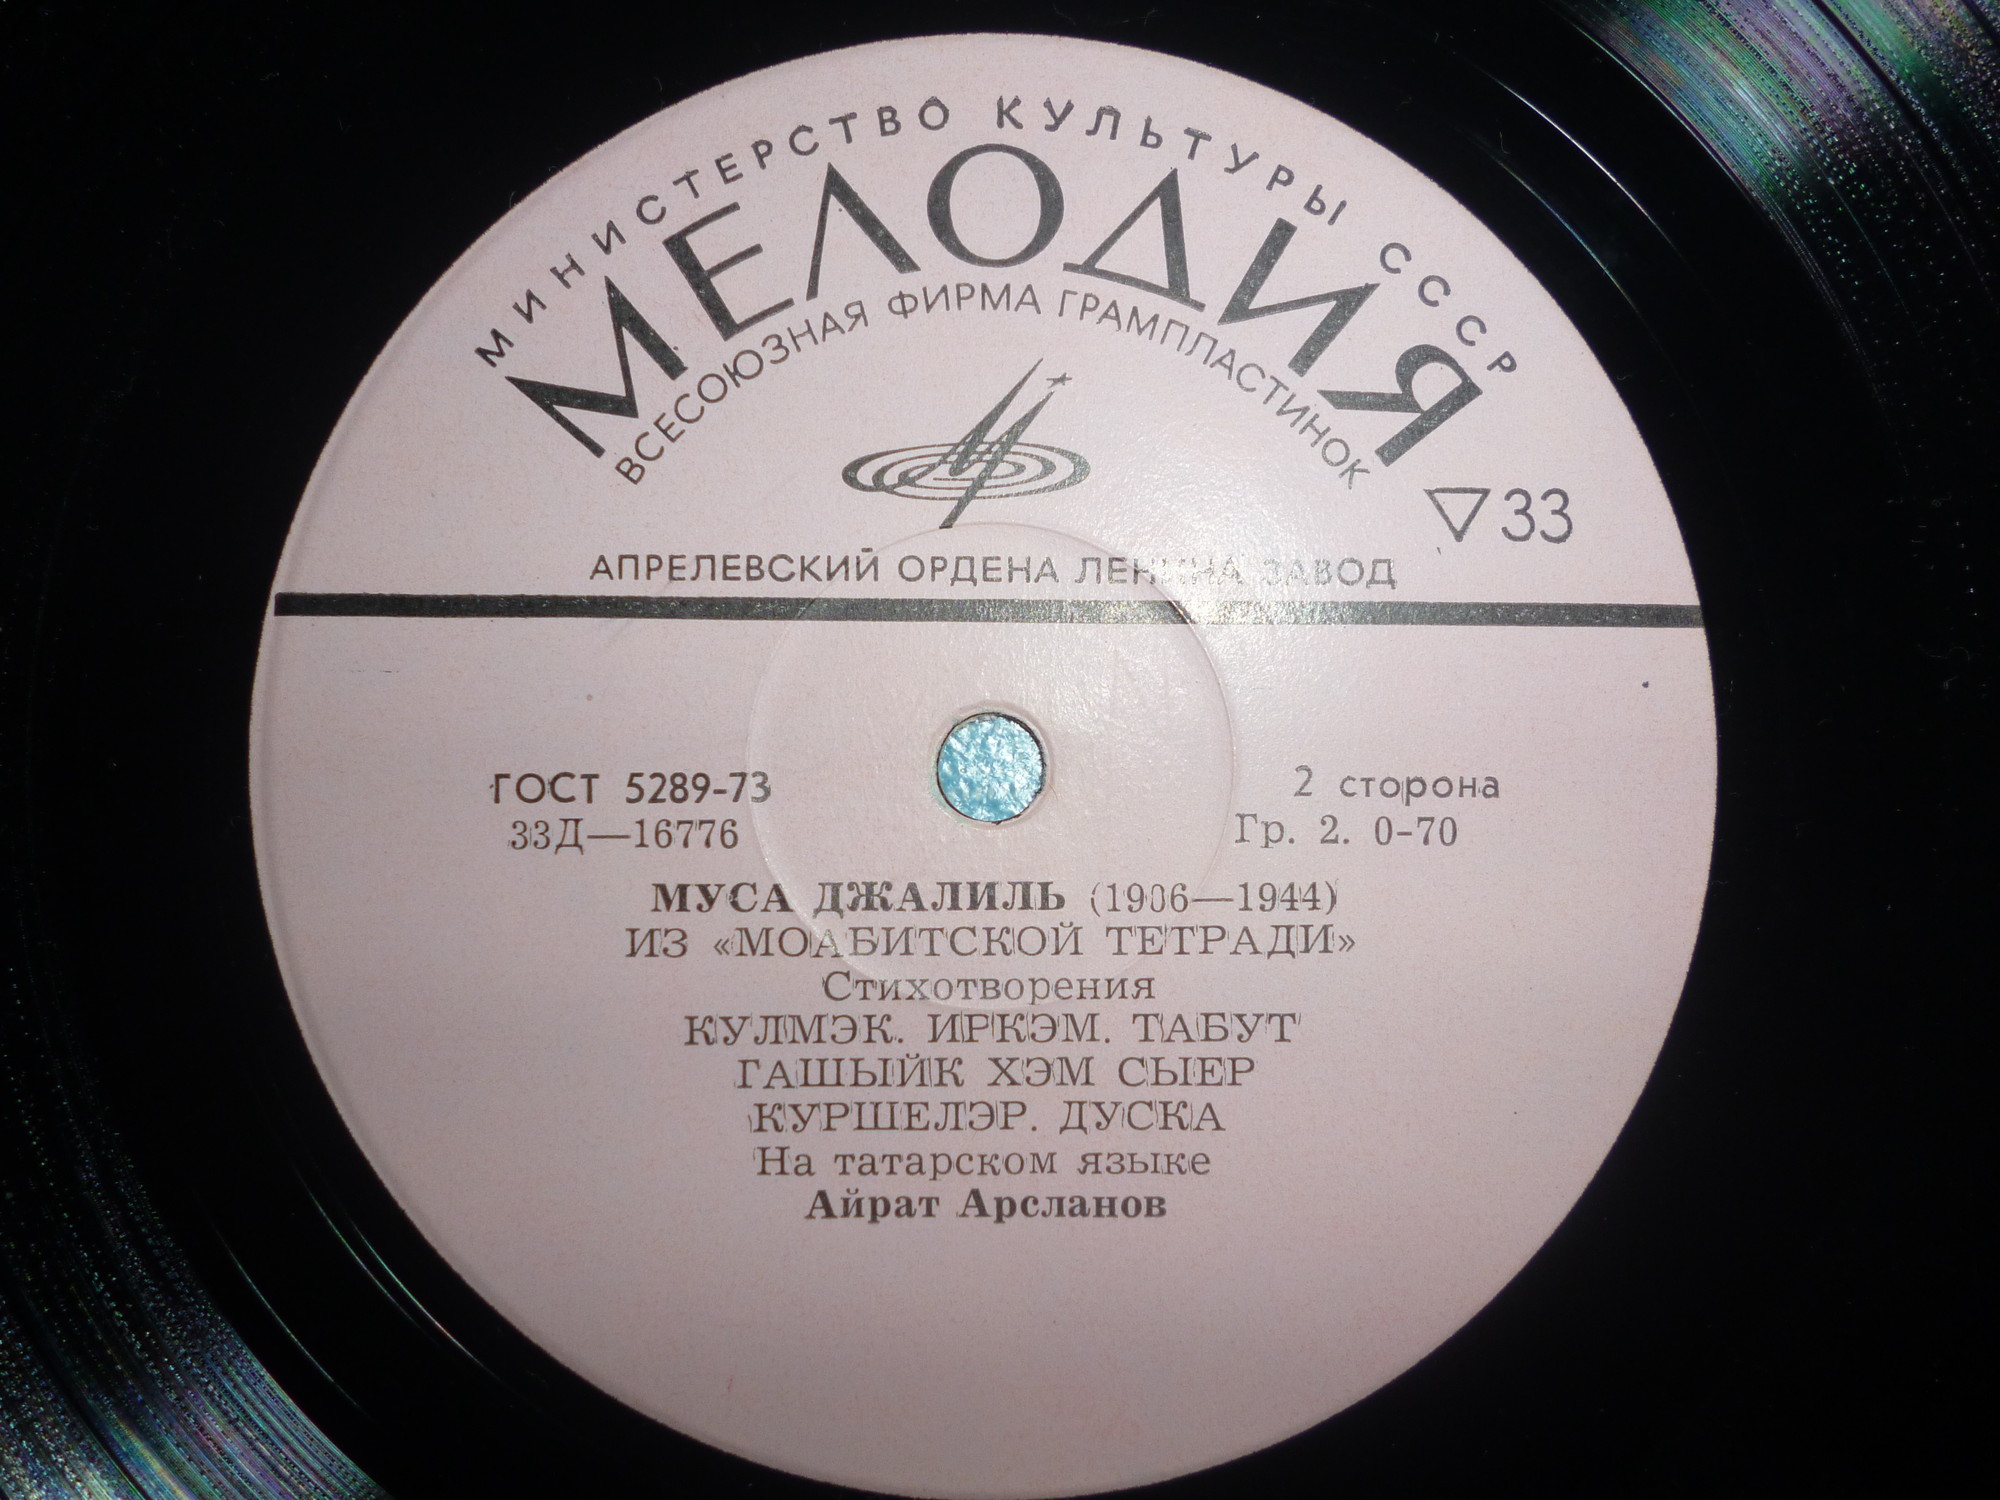 МИНИСТЕРСТВО КУЛЬТУРЫ СССР
МЕЛОДИЯ
ВСЕСОЮЗНАЯ ФИРМА ГРАМПЛАСТИНОК
▽33
АПРЕЛЕВСКИЙ ОРДЕНА ЛЕНИНА ЗАВОД
ГОСТ 5289-73
2 сторона
33Д—16776
Гр. 2. 0-70
МУСА ДЖАЛИЛЬ (1906—1944)
ИЗ «МОАБИТСКОЙ ТЕТРАДИ»
Стихотворения
КУЛМЭК. ИРКЭМ. ТАБУТ
ГАШЫЙК ХЭМ СЫЕР
КУРШЕЛЭР. ДУСКА
На татарском языке
Айрат Арсланов